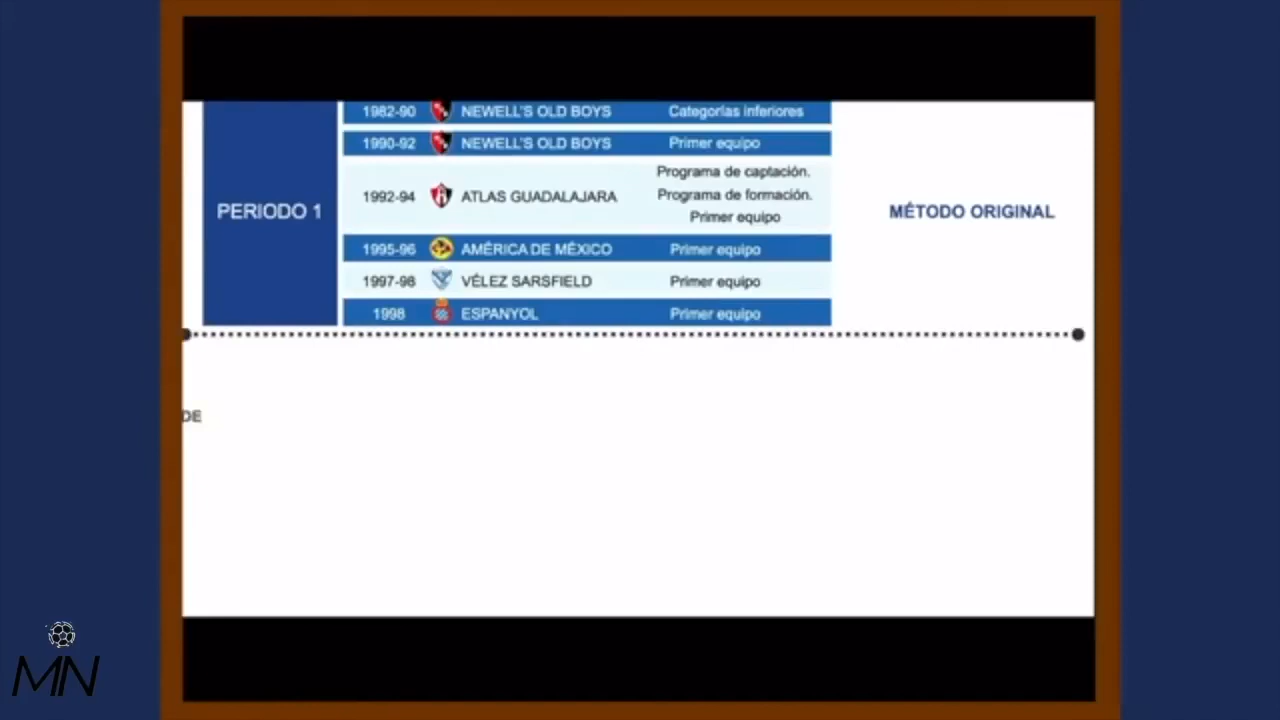 1982-90 NEWELL'S OLD BOYS Categorías inferiores
1990-92 NEWELL'S OLD BOYS Primer equipo
Programa de captación.
1992-94 ATLAS GUADALAJARA Programa de formación.
Primer equipo
PERIODO 1
MÉTODO ORIGINAL
1995-96 AMÉRICA DE MÉXICO Primer equipo
1997-98 VÉLEZ SARSFIELD Primer equipo
1998 ESPANYOL Primer equipo
DE
MN